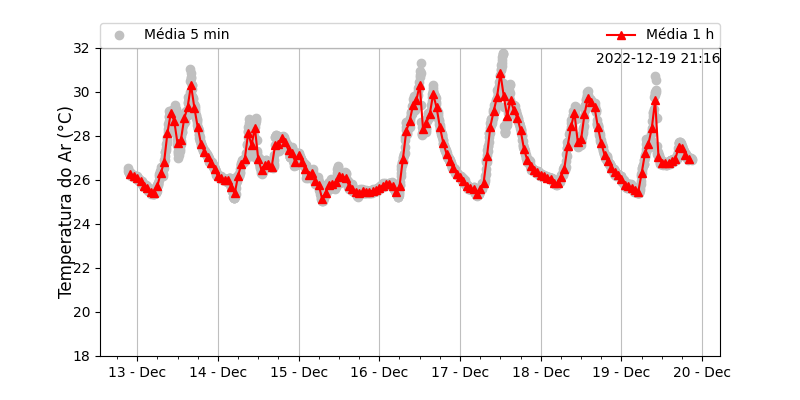 Média 5 min
Média 1 h
2022-12-19 21:16
Temperatura do Ar (°C)
32
30
28
26
24
22
20
18
13 - Dec
14 - Dec
15 - Dec
16 - Dec
17 - Dec
18 - Dec
19 - Dec
20 - Dec